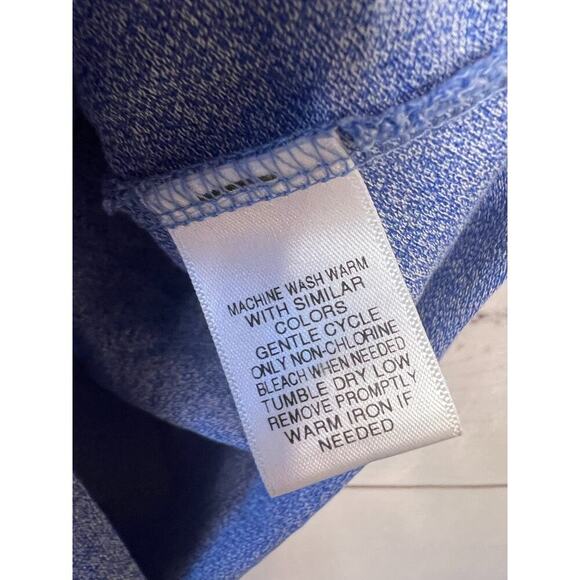 MACHINE WASH WARM
WITH SIMILAR
COLORS
GENTLE CYCLE
ONLY NON-CHLORINE
BLEACH WHEN NEEDED
TUMBLE DRY LOW
REMOVE PROMPTLY
WARM IRON IF
NEEDED